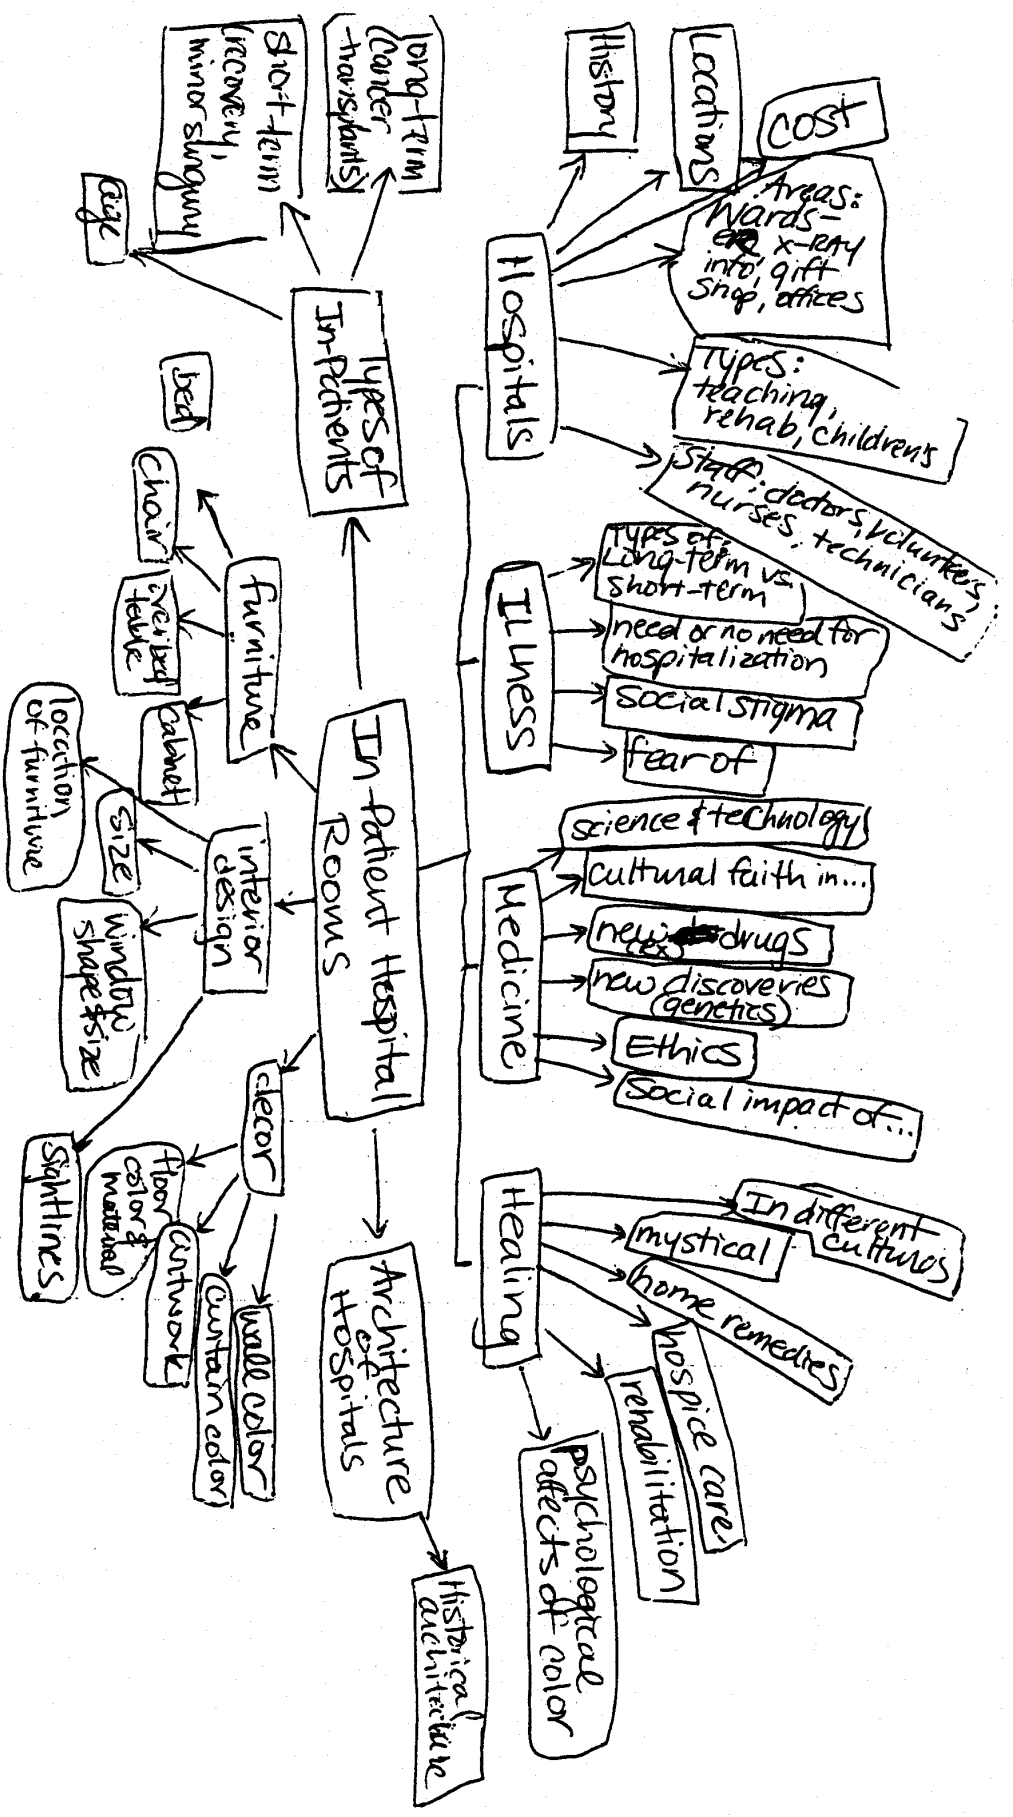 History
Locations
COST
Areas:
Wards-
ER, X-RAY
info, gift
shop, offices
Types:
teaching,
rehab, children's
Staff: doctors, volunteers,
nurses, technicians
Hospitals
Types of:
Long-term vs.
short-term
need or no need for
hospitalization
Social stigma
fear of
ILLness
science & technology
cultural faith in...
new
drugs
new discoveries
(genetics)
Ethics
Social impact of...
Medicine
In different
cultures
mystical
home remedies
hospice care
rehabilitation
psychological
affects of color
Healing
In-Patient Hospital
Rooms
Types of
In-Patients
long-term
(cancer
transplants)
short-term
(recovery,
minor surgery
age
furniture
bed
chair
overbed
table
cabinet
interior
design
location
of furniture
size
window
shape & size
sightlines
decor
floor
color &
material
artwork
curtain color
wall color
Architecture
of
Hospitals
Historical
architecture